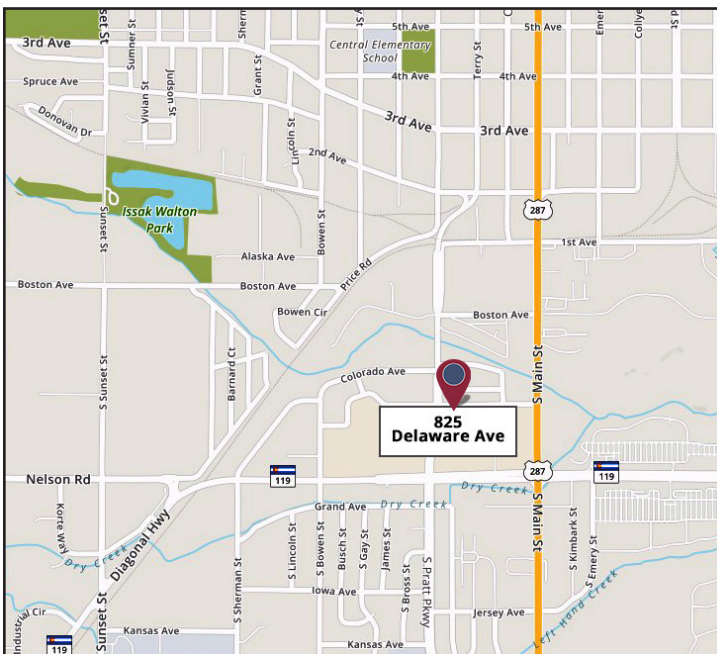 5th Ave
5th Ave
3rd Ave
Central Elementary
School
Sumner St
Terry St
Spruce Ave
4th Ave
4th Ave
Vivian St
Judson St
Grant St
Donovan Dr
3rd Ave
3rd Ave
Lincoln St
2nd Ave
Sunset St
Issak Walton
Park
Bowen St
287
1st Ave
Alaska Ave
Price Rd
Boston Ave
Boston Ave
Bowen Cir
Boston Ave
S Sunset St
Barnard Ct
Colorado Ave
S Main St
825
Delaware Ave
Nelson Rd
119
287
119
Dry Creek
Dry Creek
Korte Way
Grand Ave
Diagonal Hwy
S Lincoln St
S Bowen St
Busch St
S Gay St
James St
S Main St
S Kimbark St
S Emery St
Dry Creek
S Sherman St
Iowa Ave
S Bross St
S Pratt Pkwy
Jersey Ave
Left Hand Creek
Sunset St
Kansas Ave
Kansas Ave
119